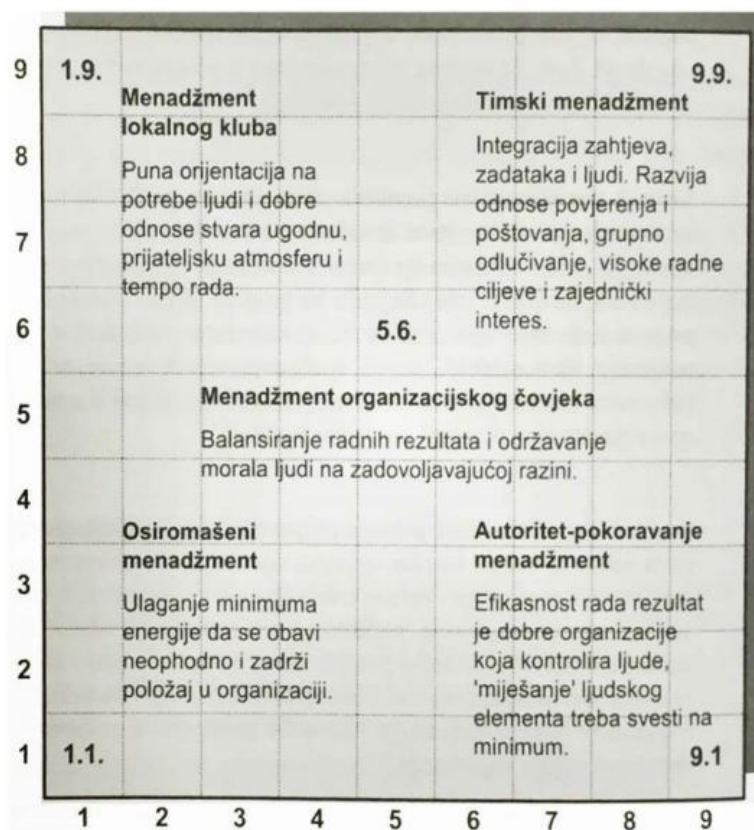 9
1.9.
9.9.
Menadžment
lokalnog kluba
Puna orijentacija na
potrebe ljudi i dobre
odnose stvara ugodnu,
prijateljsku atmosferu i
tempo rada.
Timski menadžment
Integracija zahtjeva,
zadataka i ljudi. Razvija
odnose povjerenja i
poštovanja, grupno
odlučivanje, visoke radne
ciljeve i zajednički
interes.
8
7
6
5.6.
Menadžment organizacijskog čovjeka
Balansiranje radnih rezultata i održavanje
morala ljudi na zadovoljavajućoj razini.
5
4
Osiromašeni
menadžment
Ulaganje minimuma
energije da se obavi
neophodno i zadrži
položaj u organizaciji.
Autoritet-pokoravanje
menadžment
Efikasnost rada rezultat
je dobre organizacije
koja kontrolira ljude,
'miješanje' ljudskog
elementa treba svesti na
minimum.
3
2
1
1.1.
9.1
1 2 3 4 5 6 7 8 9